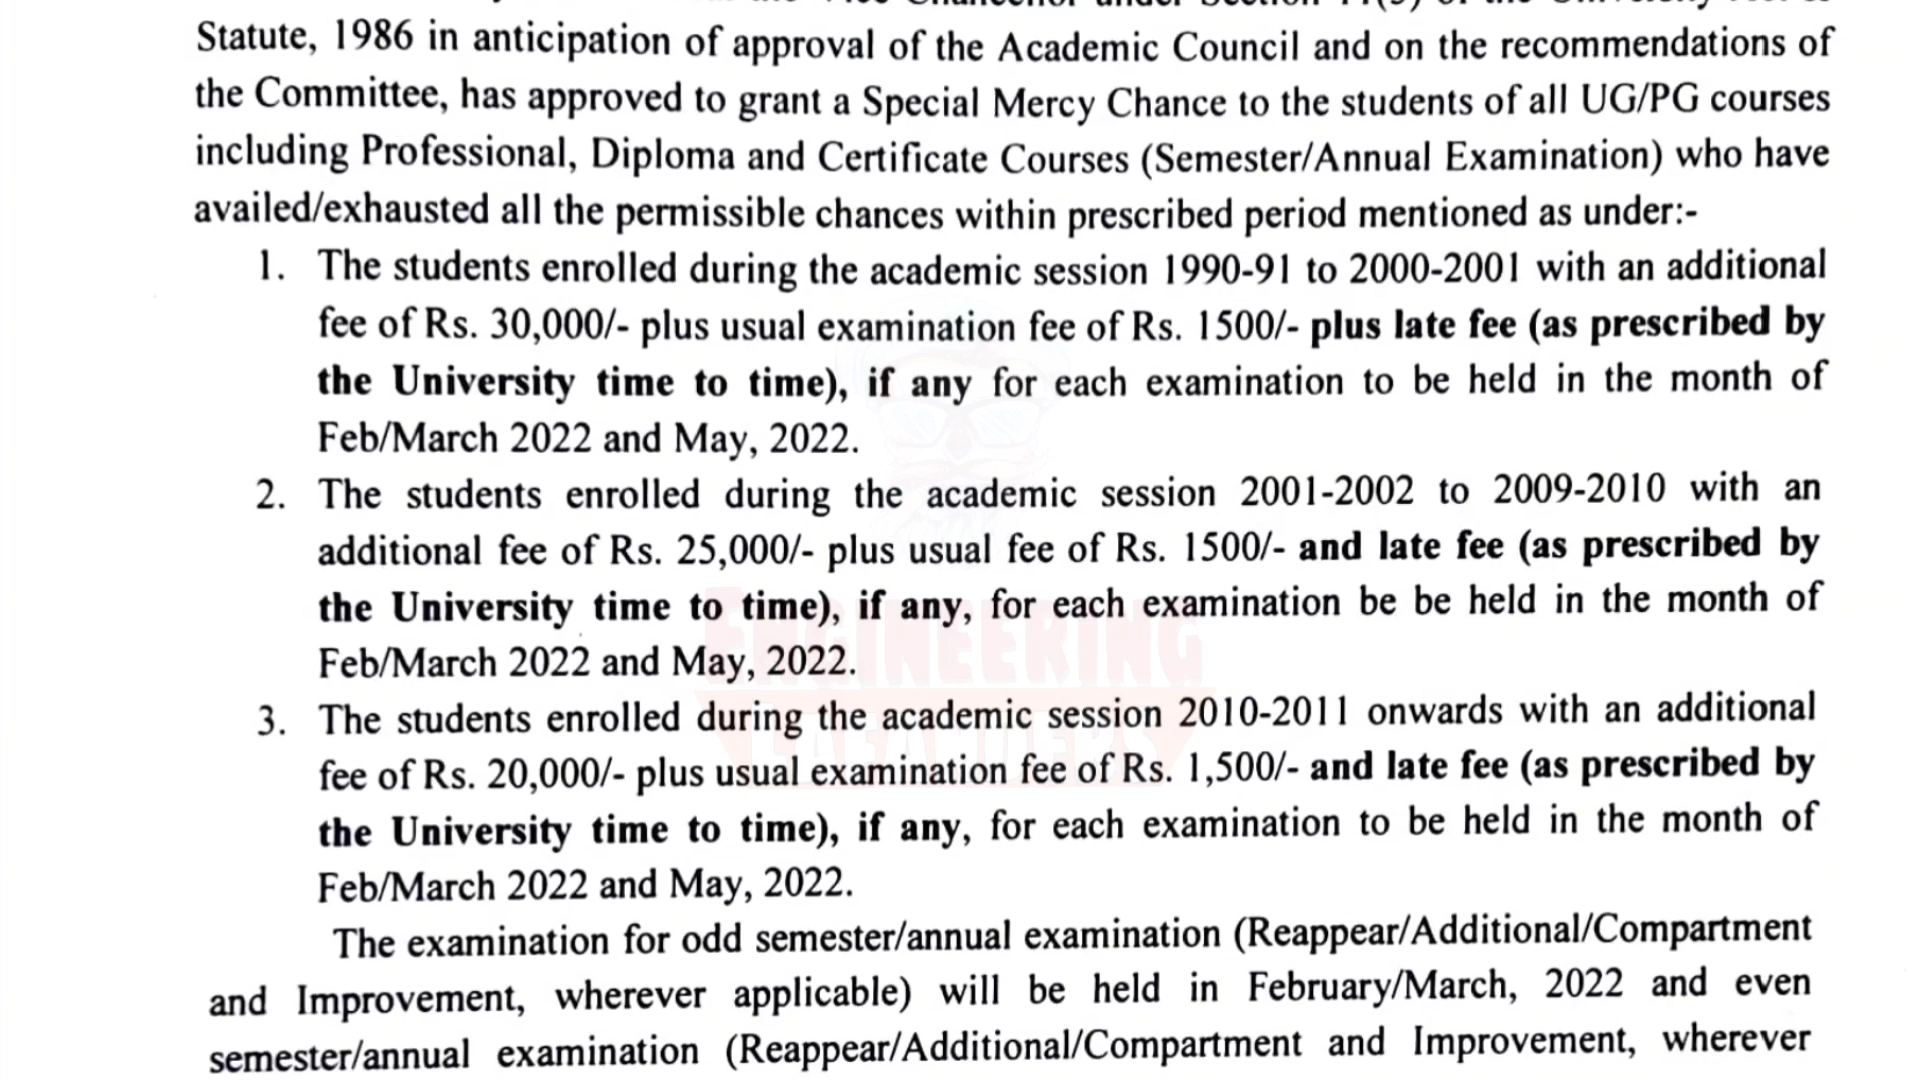 Statute, 1986 in anticipation of approval of the Academic Council and on the recommendations of
the Committee, has approved to grant a Special Mercy Chance to the students of all UG/PG courses
including Professional, Diploma and Certificate Courses (Semester/Annual Examination) who have
availed/exhausted all the permissible chances within prescribed period mentioned as under:-
1. The students enrolled during the academic session 1990-91 to 2000-2001 with an additional
fee of Rs. 30,000/- plus usual examination fee of Rs. 1500/- plus late fee (as prescribed by
the University time to time), if any for each examination to be held in the month of
Feb/March 2022 and May, 2022.
2. The students enrolled during the academic session 2001-2002 to 2009-2010 with an
additional fee of Rs. 25,000/- plus usual fee of Rs. 1500/- and late fee (as prescribed by
the University time to time), if any, for each examination be be held in the month of
Feb/March 2022 and May, 2022.
3. The students enrolled during the academic session 2010-2011 onwards with an additional
fee of Rs. 20,000/- plus usual examination fee of Rs. 1,500/- and late fee (as prescribed by
the University time to time), if any, for each examination to be held in the month of
Feb/March 2022 and May, 2022.
The examination for odd semester/annual examination (Reappear/Additional/Compartment
and Improvement, wherever applicable) will be held in February/March, 2022 and even
semester/annual examination (Reappear/Additional/Compartment and Improvement, wherever
ENGINEERING